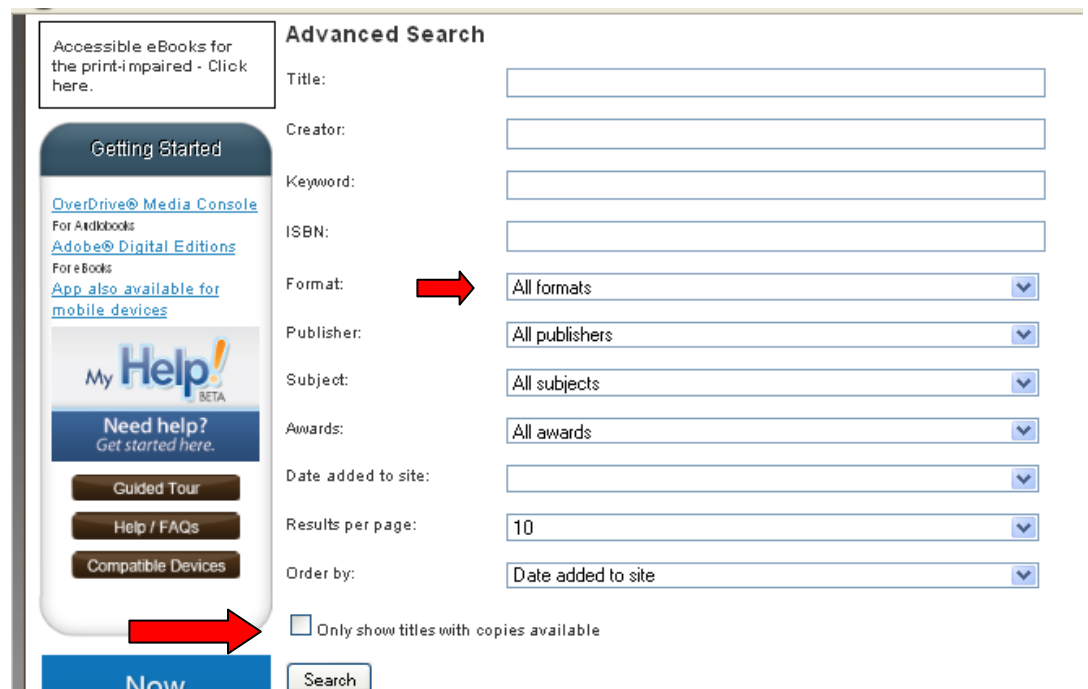 Accessible eBooks for
the print-impaired - Click
here.
Getting Started
OverDrive® Media Console
For Audiobooks
Adobe® Digital Editions
For eBooks
App also available for
mobile devices
My Help!
BETA
Need help?
Get started here.
Guided Tour
Help / FAQs
Compatible Devices
Now
Advanced Search
Title:
Creator:
Keyword:
ISBN:
Format: All formats
Publisher: All publishers
Subject: All subjects
Awards: All awards
Date added to site:
Results per page: 10
Order by: Date added to site
Only show titles with copies available
Search